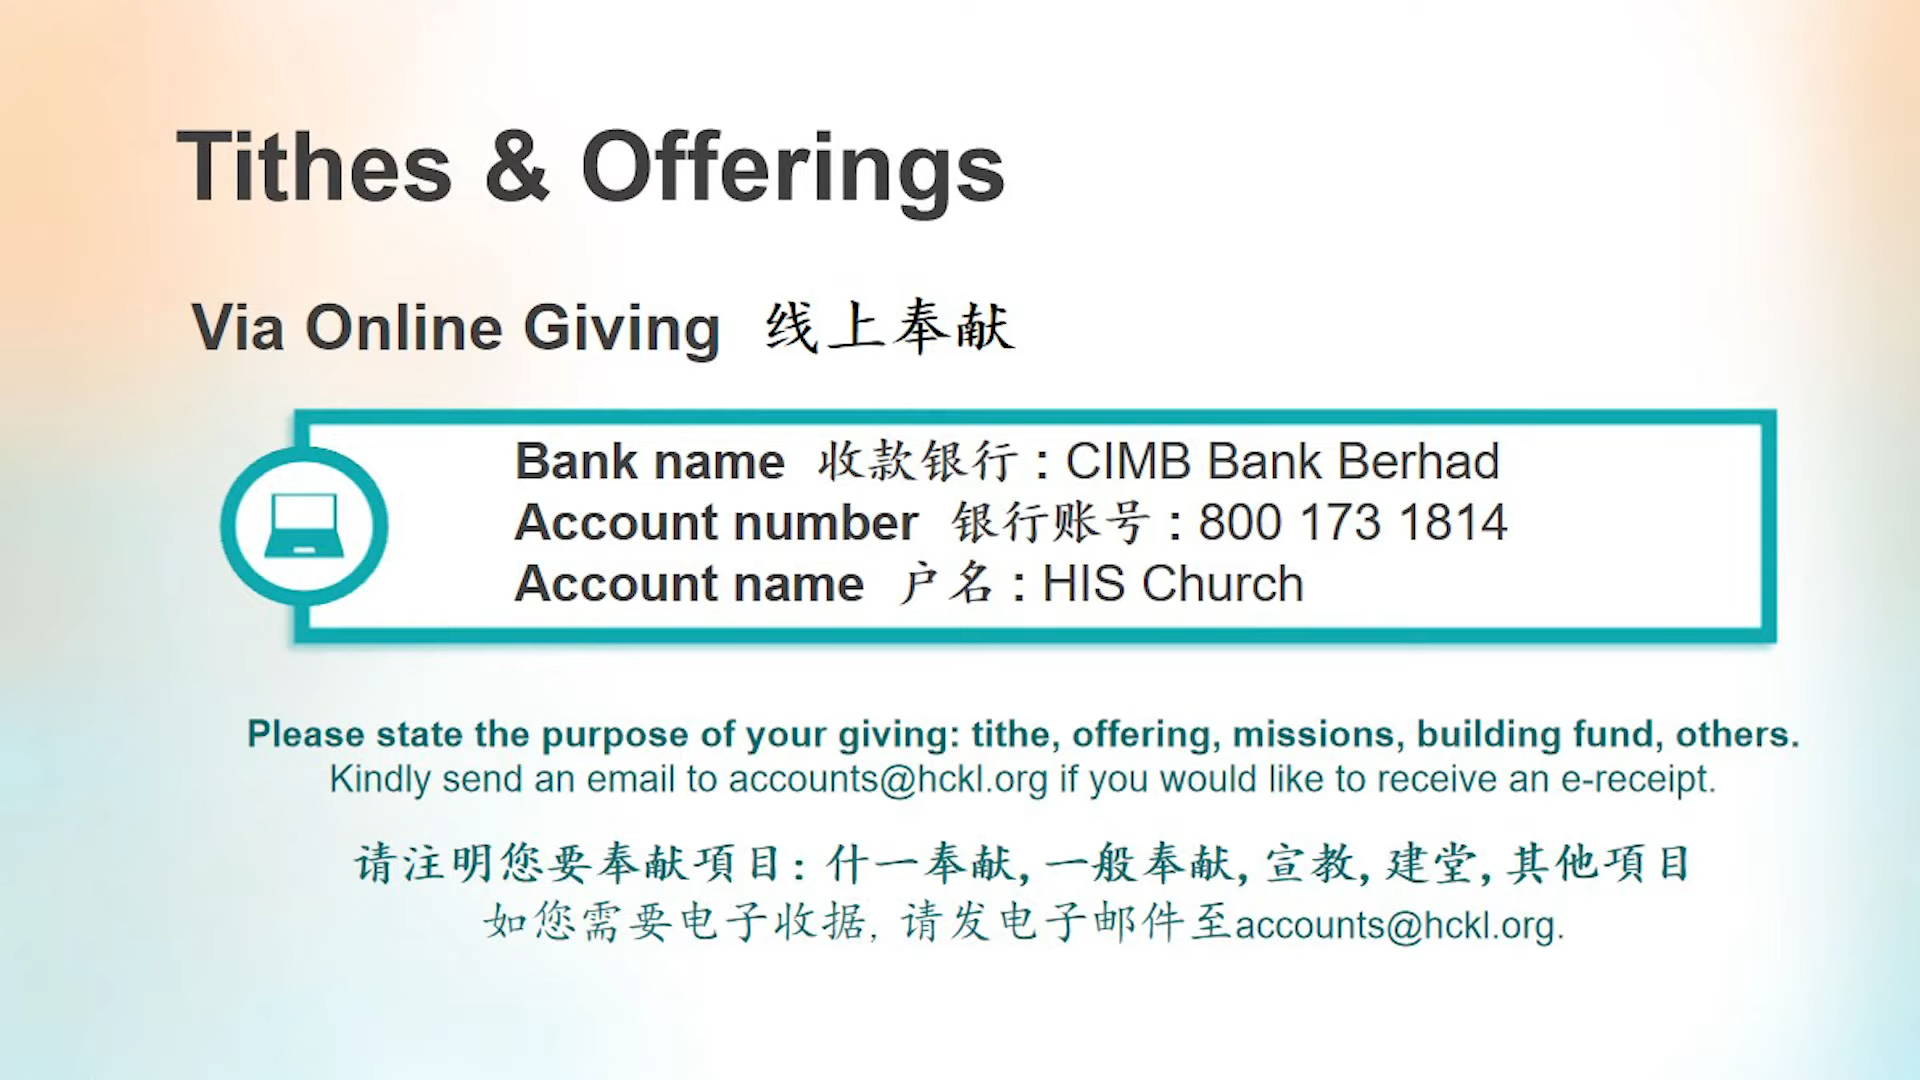 Tithes & Offerings
Via Online Giving 线上奉献
Bank name 收款银行 : CIMB Bank Berhad
Account number 银行账号 : 800 173 1814
Account name 户名 : HIS Church
Please state the purpose of your giving: tithe, offering, missions, building fund, others.
Kindly send an email to accounts@hckl.org if you would like to receive an e-receipt.
请注明您要奉献項目: 什一奉献, 一般奉献, 宣教, 建堂, 其他項目
如您需要电子收据, 请发电子邮件至accounts@hckl.org.